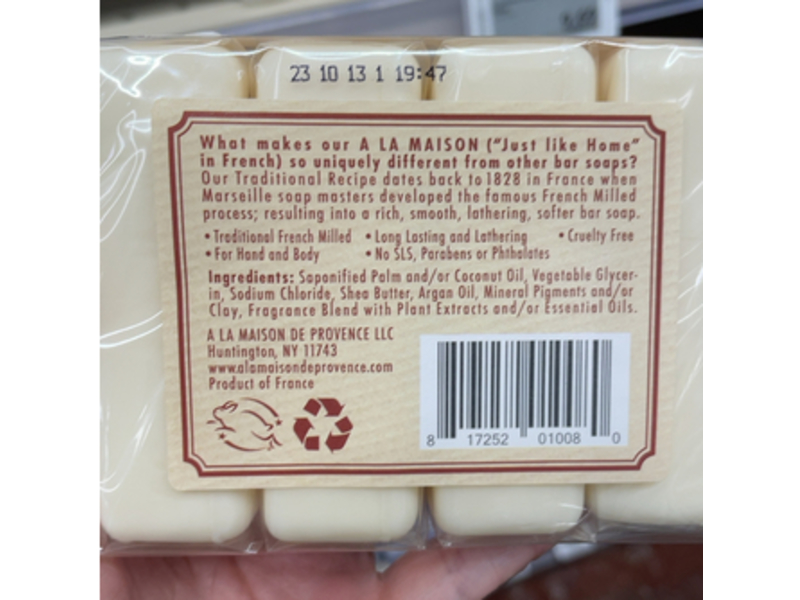 23 10 13 1 19:47
What makes our A LA MAISON ("Just like Home"
in French) so uniquely different from other bar soaps?
Our Traditional Recipe dates back to 1828 in France when
Marseille soap masters developed the famous French Milled
process; resulting into a rich, smooth, lathering, softer bar soap.
• Traditional French Milled • Long Lasting and Lathering • Cruelty Free
• For Hand and Body • No SLS, Parabens or Phthalates
Ingredients: Saponified Palm and/or Coconut Oil, Vegetable Glycer-
in, Sodium Chloride, Shea Butter, Argan Oil, Mineral Pigments and/or
Clay, Fragrance Blend with Plant Extracts and/or Essential Oils.
A LA MAISON DE PROVENCE LLC
Huntington, NY 11743
www.alamaisondeprovence.com
Product of France
8 17252 01008 0